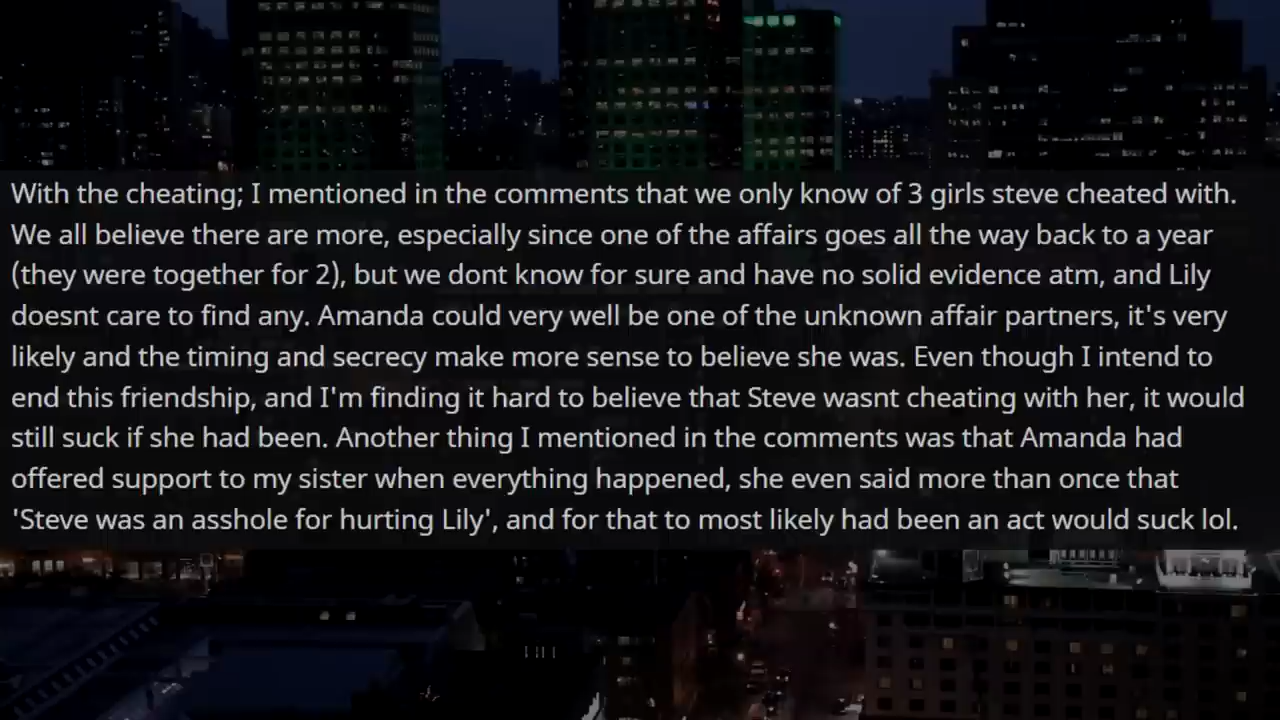 With the cheating; I mentioned in the comments that we only know of 3 girls steve cheated with.
We all believe there are more, especially since one of the affairs goes all the way back to a year
(they were together for 2), but we dont know for sure and have no solid evidence atm, and Lily
doesnt care to find any. Amanda could very well be one of the unknown affair partners, it's very
likely and the timing and secrecy make more sense to believe she was. Even though I intend to
end this friendship, and I'm finding it hard to believe that Steve wasnt cheating with her, it would
still suck if she had been. Another thing I mentioned in the comments was that Amanda had
offered support to my sister when everything happened, she even said more than once that
'Steve was an asshole for hurting Lily', and for that to most likely had been an act would suck lol.